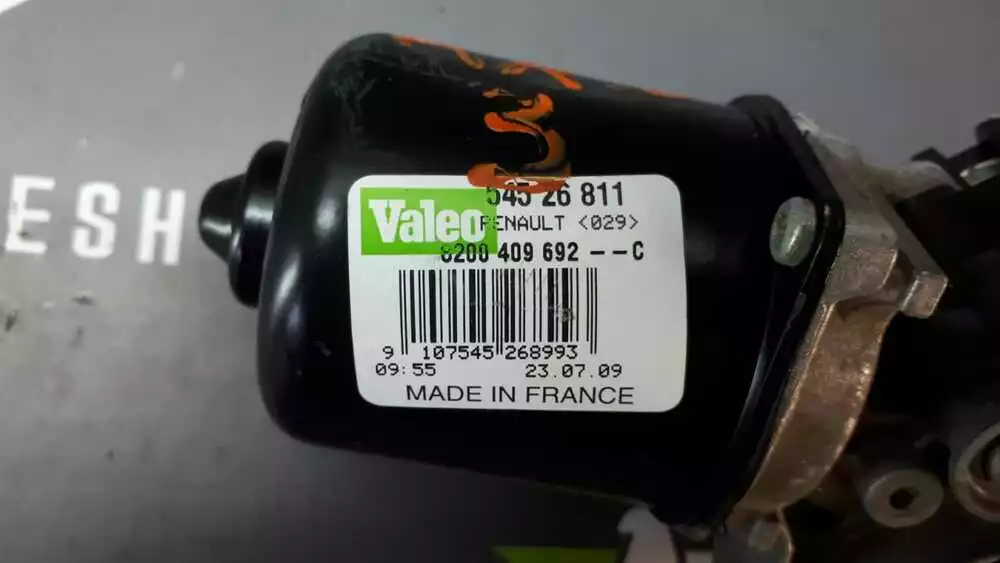 3
ESH
Valeo
545 26 811
RENAULT <029>
8200 409 692 --C
9 107545 268993
09:55 23.07.09
MADE IN FRANCE